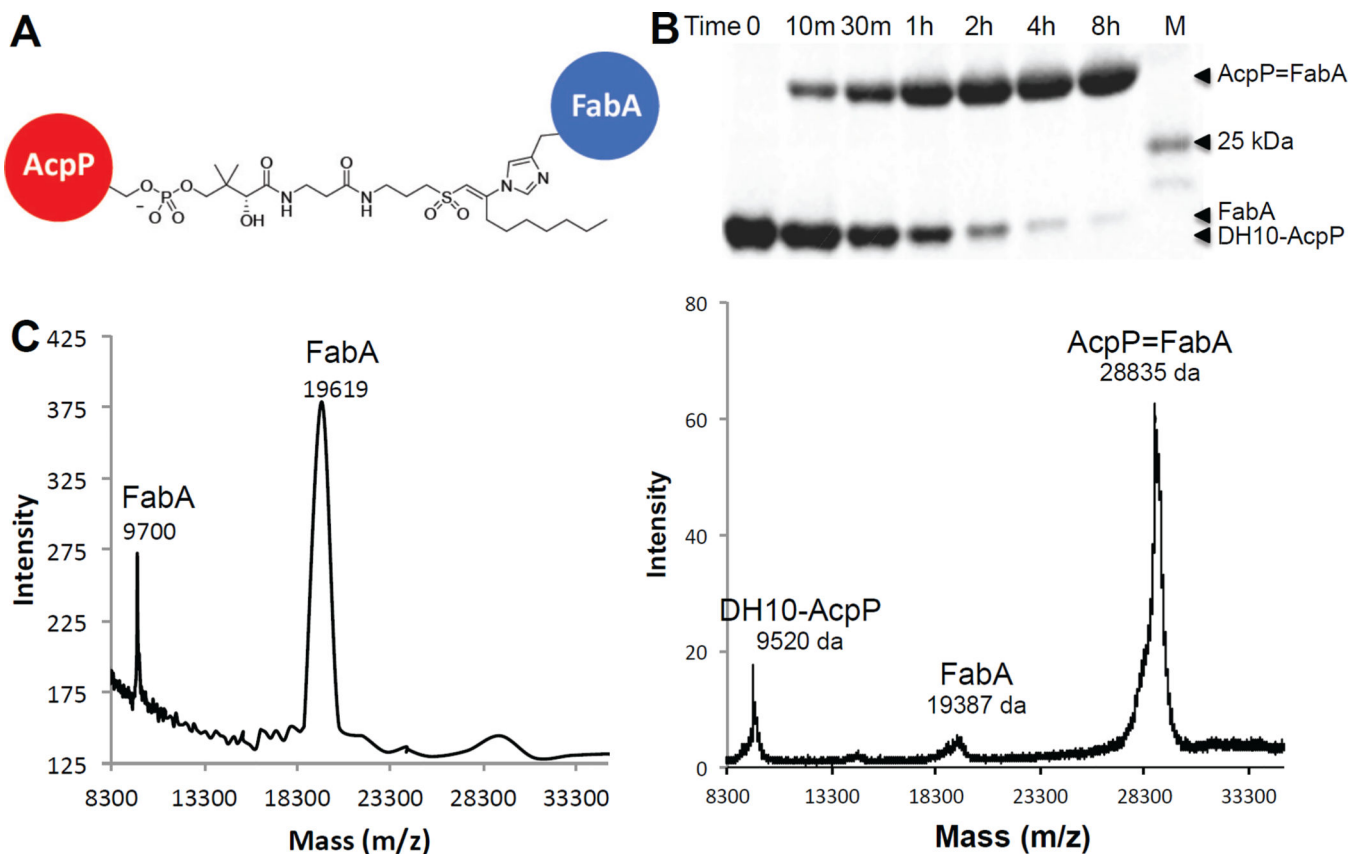 A
AcpP
FabA
O
O
P
O
O
−
OH
O
N
H
O
N
H
S
O
O
N
N
B
Time 0 10m 30m 1h 2h 4h 8h M
AcpP=FabA
25 kDa
FabA
DH10-AcpP
C
425
375
325
275
225
175
125
Intensity
FabA
9700
FabA
19619
8300 13300 18300 23300 28300 33300
Mass (m/z)
80
60
40
20
0
Intensity
DH10-AcpP
9520 da
FabA
19387 da
AcpP=FabA
28835 da
8300 13300 18300 23300 28300 33300
Mass (m/z)